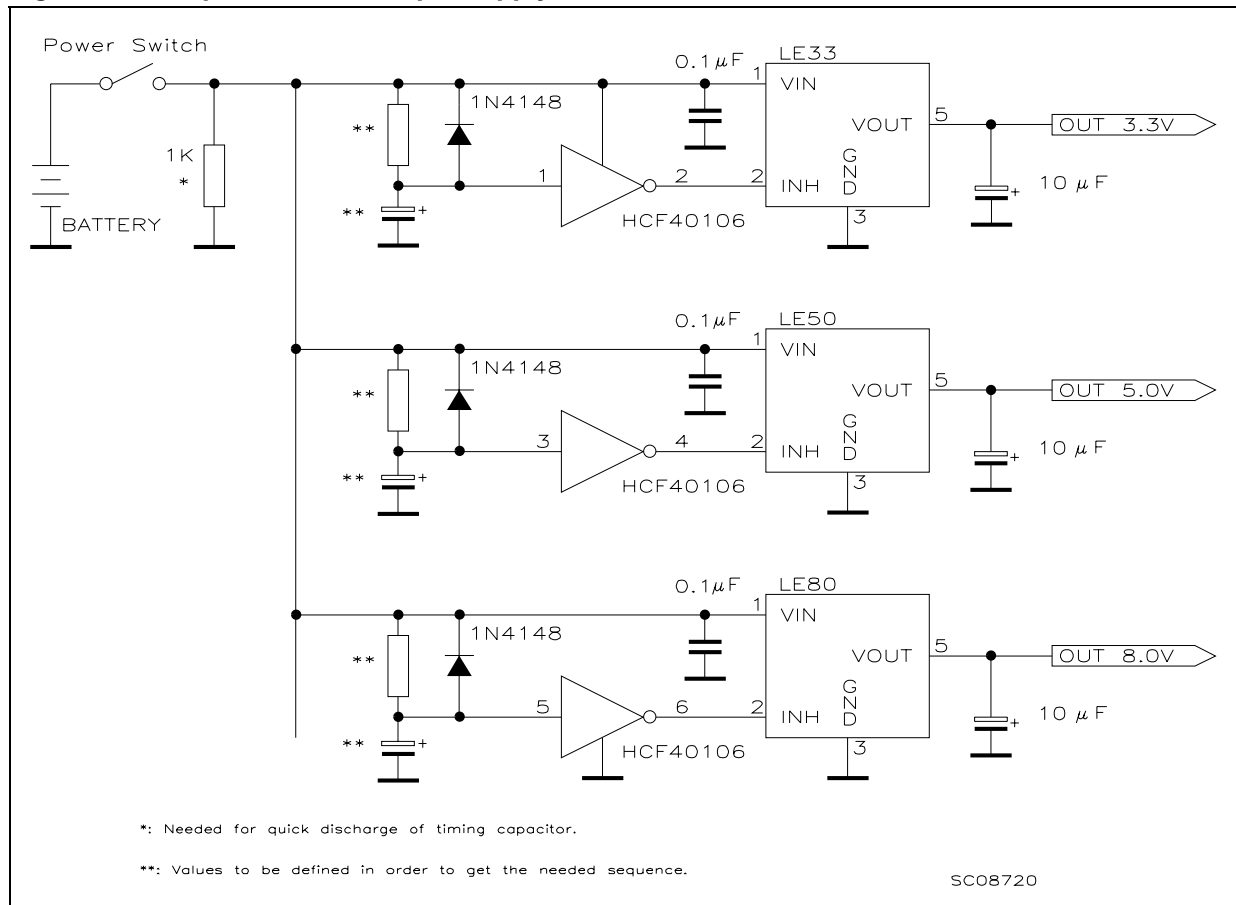 Power Switch
BATTERY
1K
*
**
**
1N4148
1
2
HCF40106
0.1μF
LE33
1
VIN
VOUT
5
2
INH
GND
3
OUT 3.3V
+
10 μF
+
**
**
1N4148
3
4
HCF40106
0.1μF
LE50
1
VIN
VOUT
5
2
INH
GND
3
OUT 5.0V
+
10 μF
+
**
**
1N4148
5
6
HCF40106
0.1μF
LE80
1
VIN
VOUT
5
2
INH
GND
3
OUT 8.0V
+
10 μF
+
*: Needed for quick discharge of timing capacitor.
**: Values to be defined in order to get the needed sequence.
SC08720